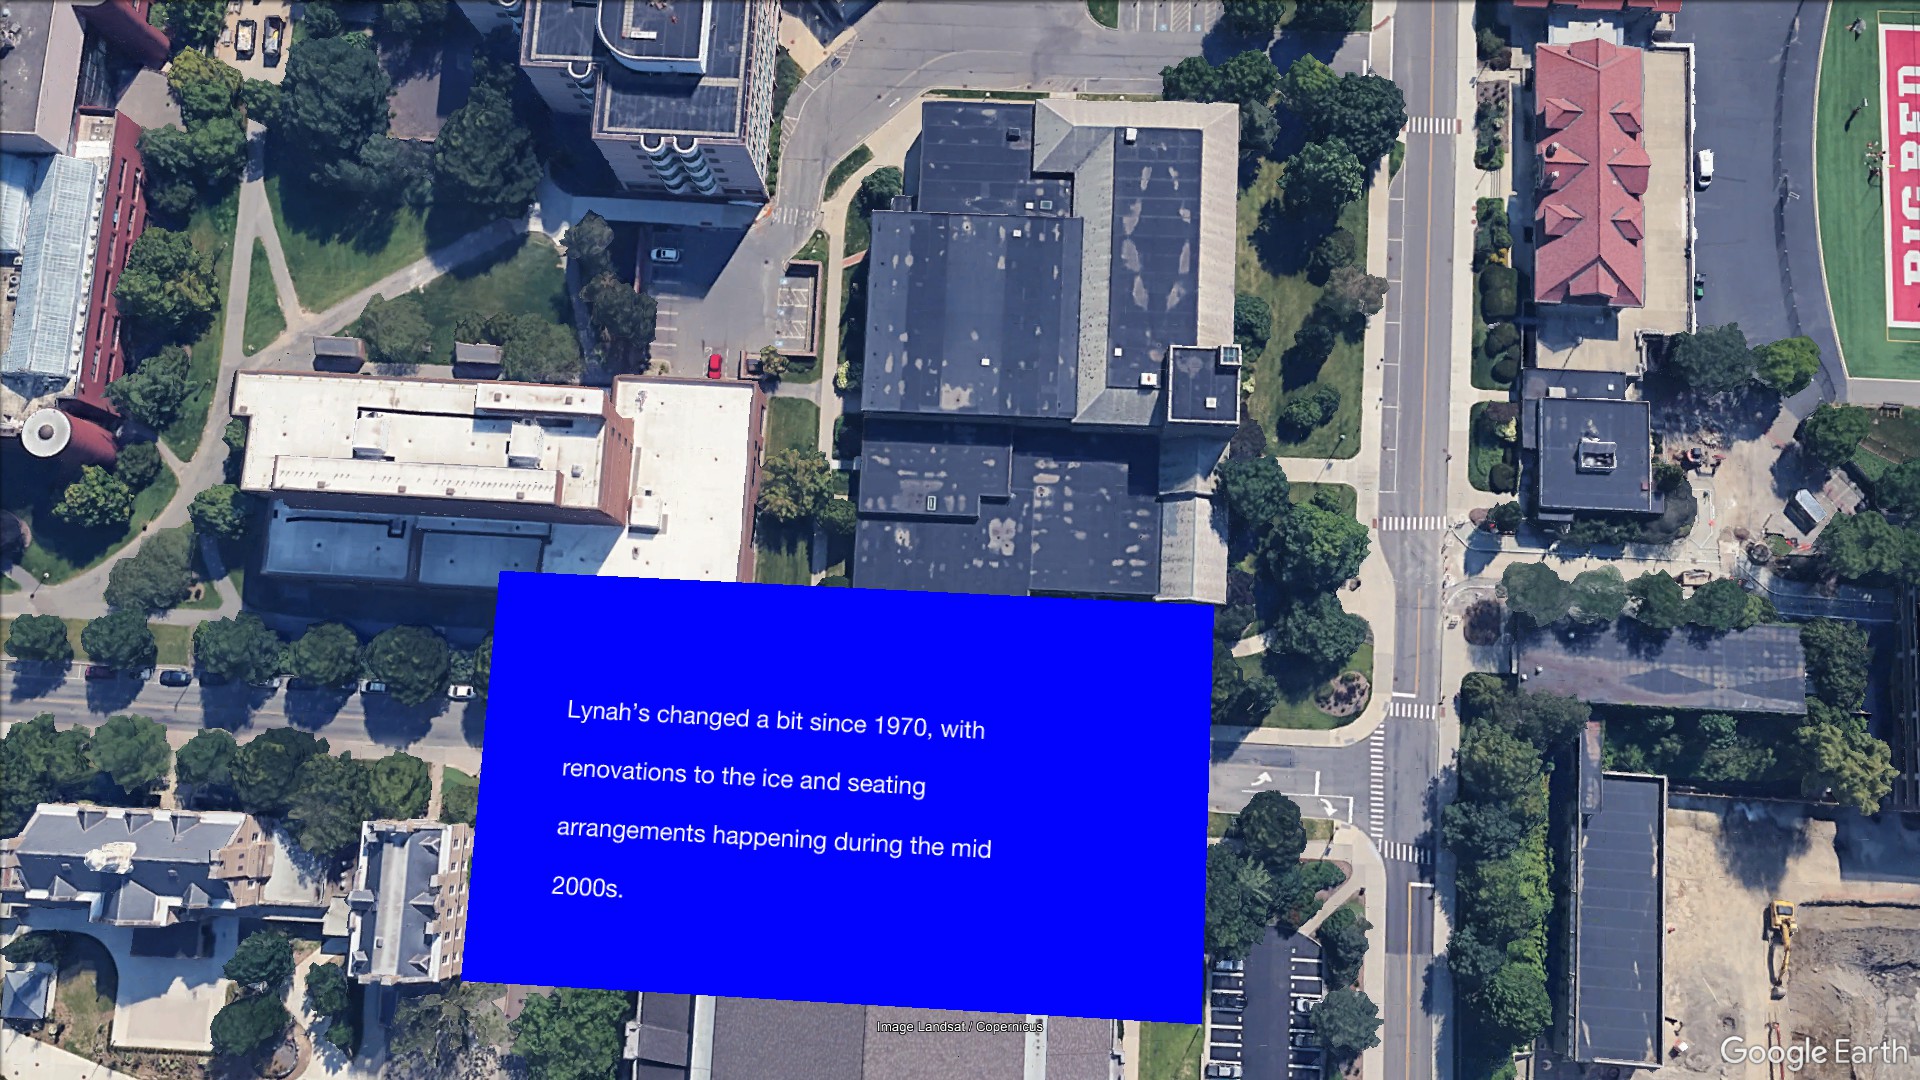 BIG RED
Lynah’s changed a bit since 1970, with
renovations to the ice and seating
arrangements happening during the mid
2000s.
Image Landsat / Copernicus
Google Earth